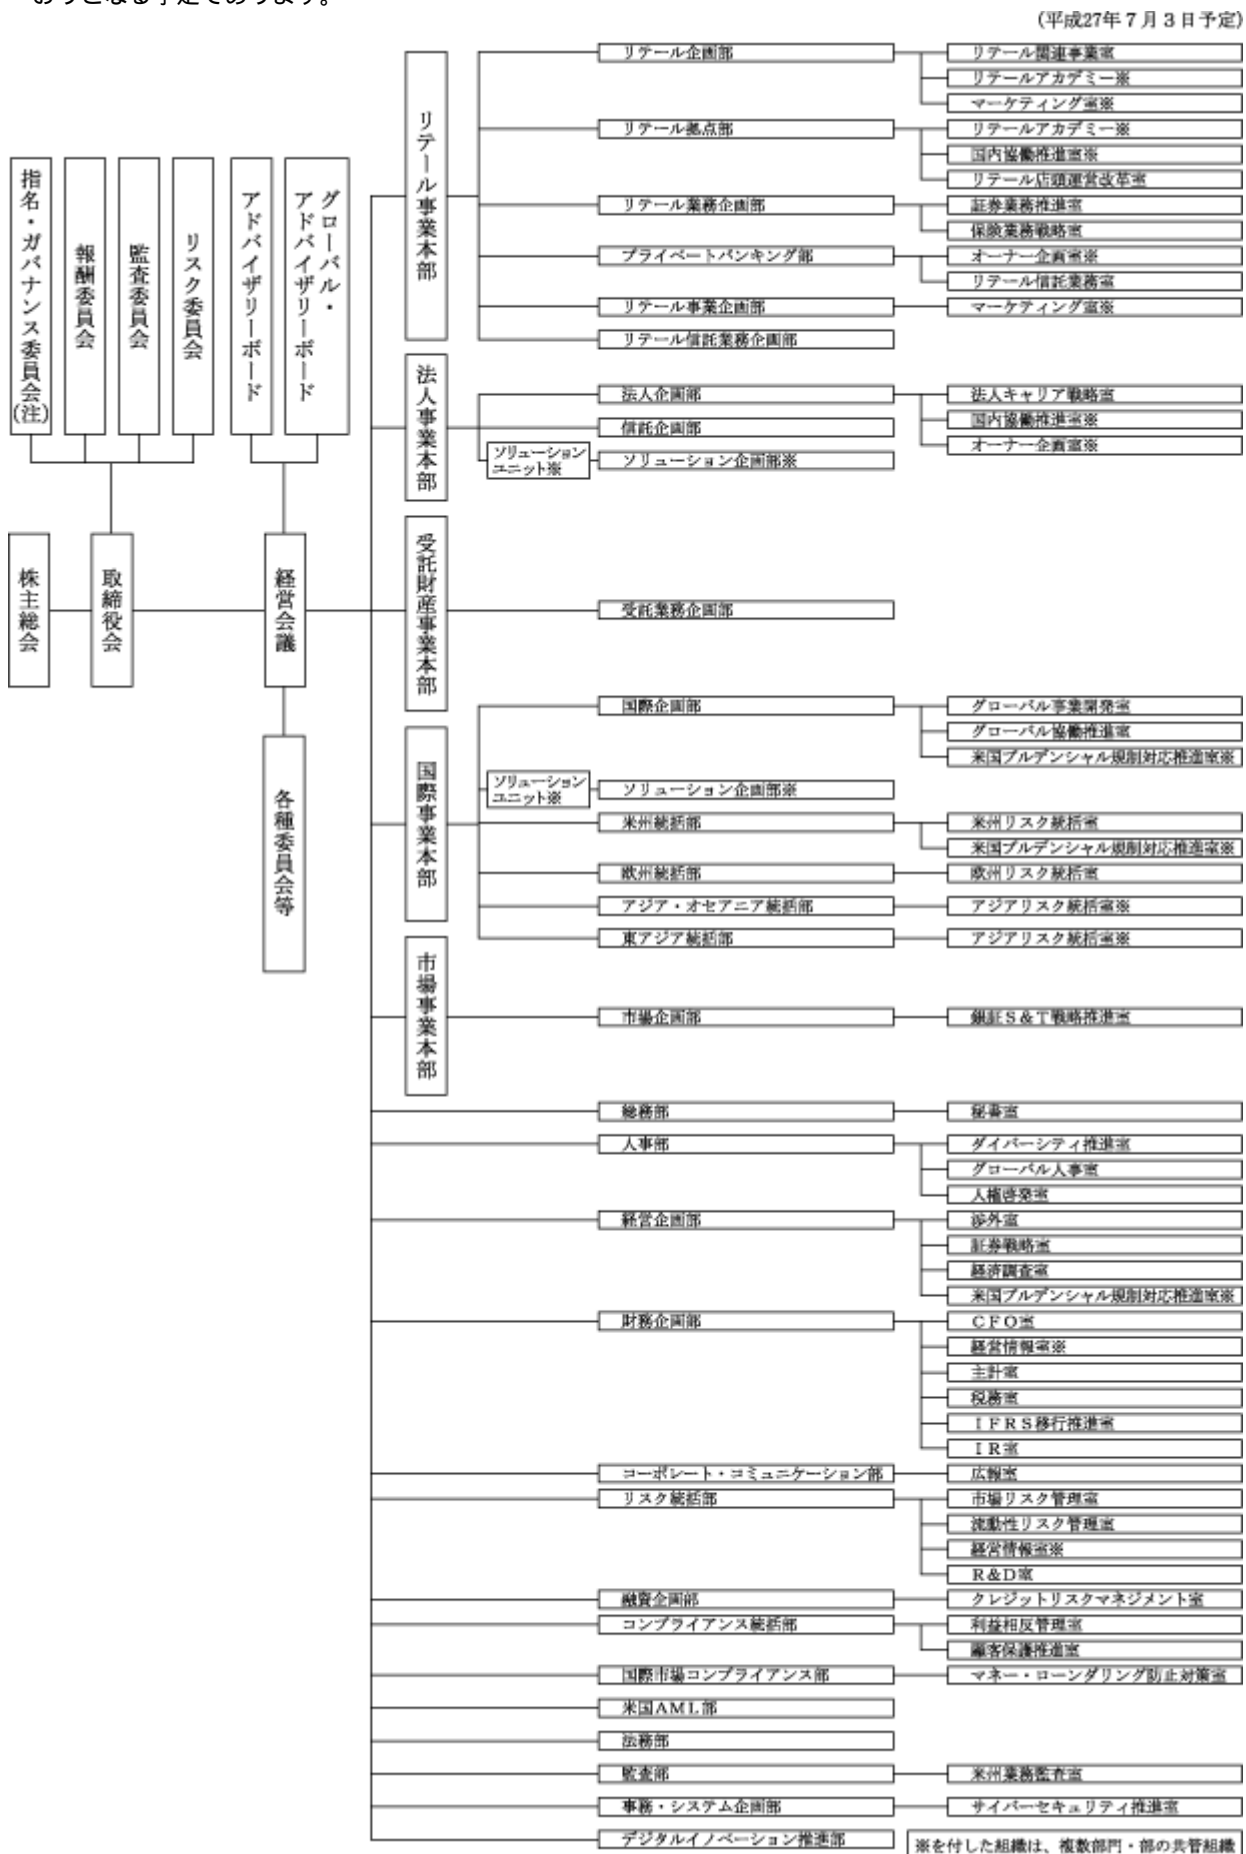 おりとなる予定であります。
(平成27年７月３日予定)
指名・ガバナンス委員会(注)
報酬委員会
監査委員会
リスク委員会
アドバイザリーボード
グローバル・
アドバイザリーボード
株主総会
取締役会
経営会議
各種委員会等
リテール事業本部
リテール企画部
リテール関連事業室
リテールアカデミー※
マーケティング室※
リテール拠点部
リテールアカデミー※
国内協働推進室※
リテール店頭運営改革室
リテール業務企画部
証券業務推進室
保険業務戦略室
プライベートバンキング部
オーナー企画室※
リテール信託業務室
リテール事業企画部
マーケティング室※
リテール信託業務企画部
法人事業本部
法人企画部
法人キャリア戦略室
国内協働推進室※
オーナー企画室※
信託企画部
ソリューション
ユニット※
ソリューション企画部※
受託財産事業本部
受託業務企画部
国際事業本部
国際企画部
グローバル事業開発室
グローバル協働推進室
米国プルデンシャル規制対応推進室※
ソリューション
ユニット※
ソリューション企画部※
米州統括部
米州リスク統括室
米国プルデンシャル規制対応推進室※
欧州統括部
欧州リスク統括室
アジア・オセアニア統括部
アジアリスク統括室※
東アジア統括部
アジアリスク統括室※
市場事業本部
市場企画部
銀証Ｓ＆Ｔ戦略推進室
総務部
秘書室
人事部
ダイバーシティ推進室
グローバル人事室
人権啓発室
経営企画部
渉外室
証券戦略室
経済調査室
米国プルデンシャル規制対応推進室※
財務企画部
ＣＦＯ室
経営情報室※
主計室
税務室
ＩＦＲＳ移行推進室
ＩＲ室
コーポレート・コミュニケーション部
広報室
リスク統括部
市場リスク管理室
流動性リスク管理室
経営情報室※
Ｒ＆Ｄ室
融資企画部
クレジットリスクマネジメント室
コンプライアンス統括部
利益相反管理室
顧客保護推進室
国際市場コンプライアンス部
マネー・ローンダリング防止対策室
米国ＡＭＬ部
法務部
監査部
米州業務監査室
事務・システム企画部
サイバーセキュリティ推進室
デジタルイノベーション推進部
※を付した組織は、複数部門・部の共管組織